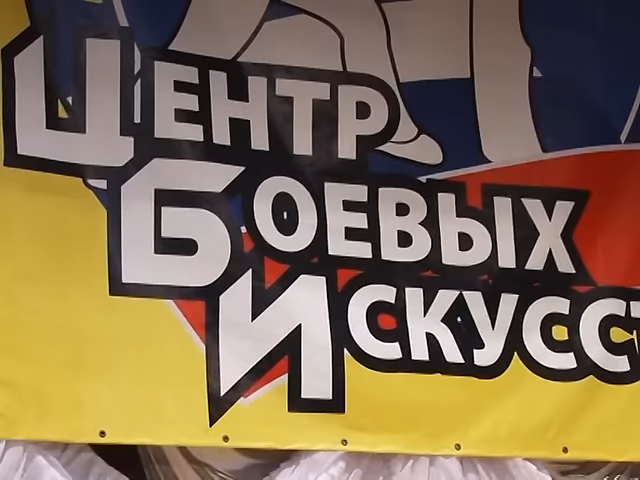 Центр
Боевых
Искусст